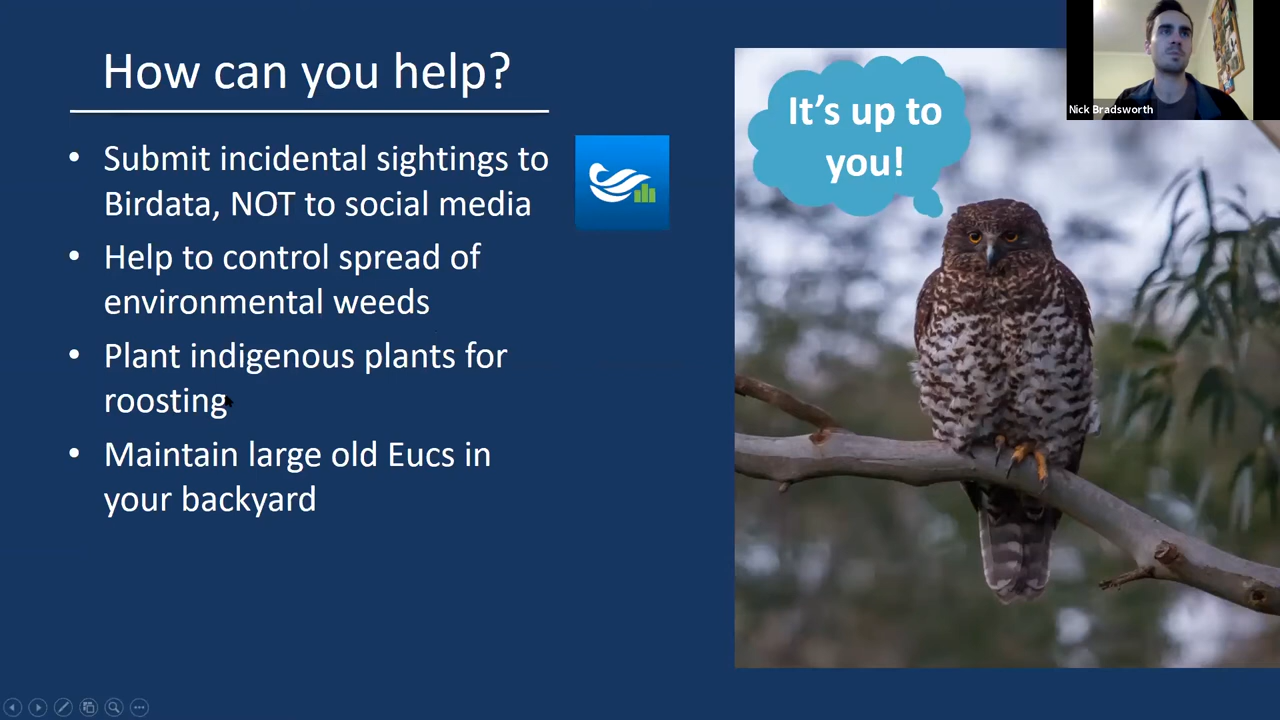 How can you help?
• Submit incidental sightings to
Birdata, NOT to social media
• Help to control spread of
environmental weeds
• Plant indigenous plants for
roosting
• Maintain large old Eucs in
your backyard
It’s up to
you!
Nick Bradsworth